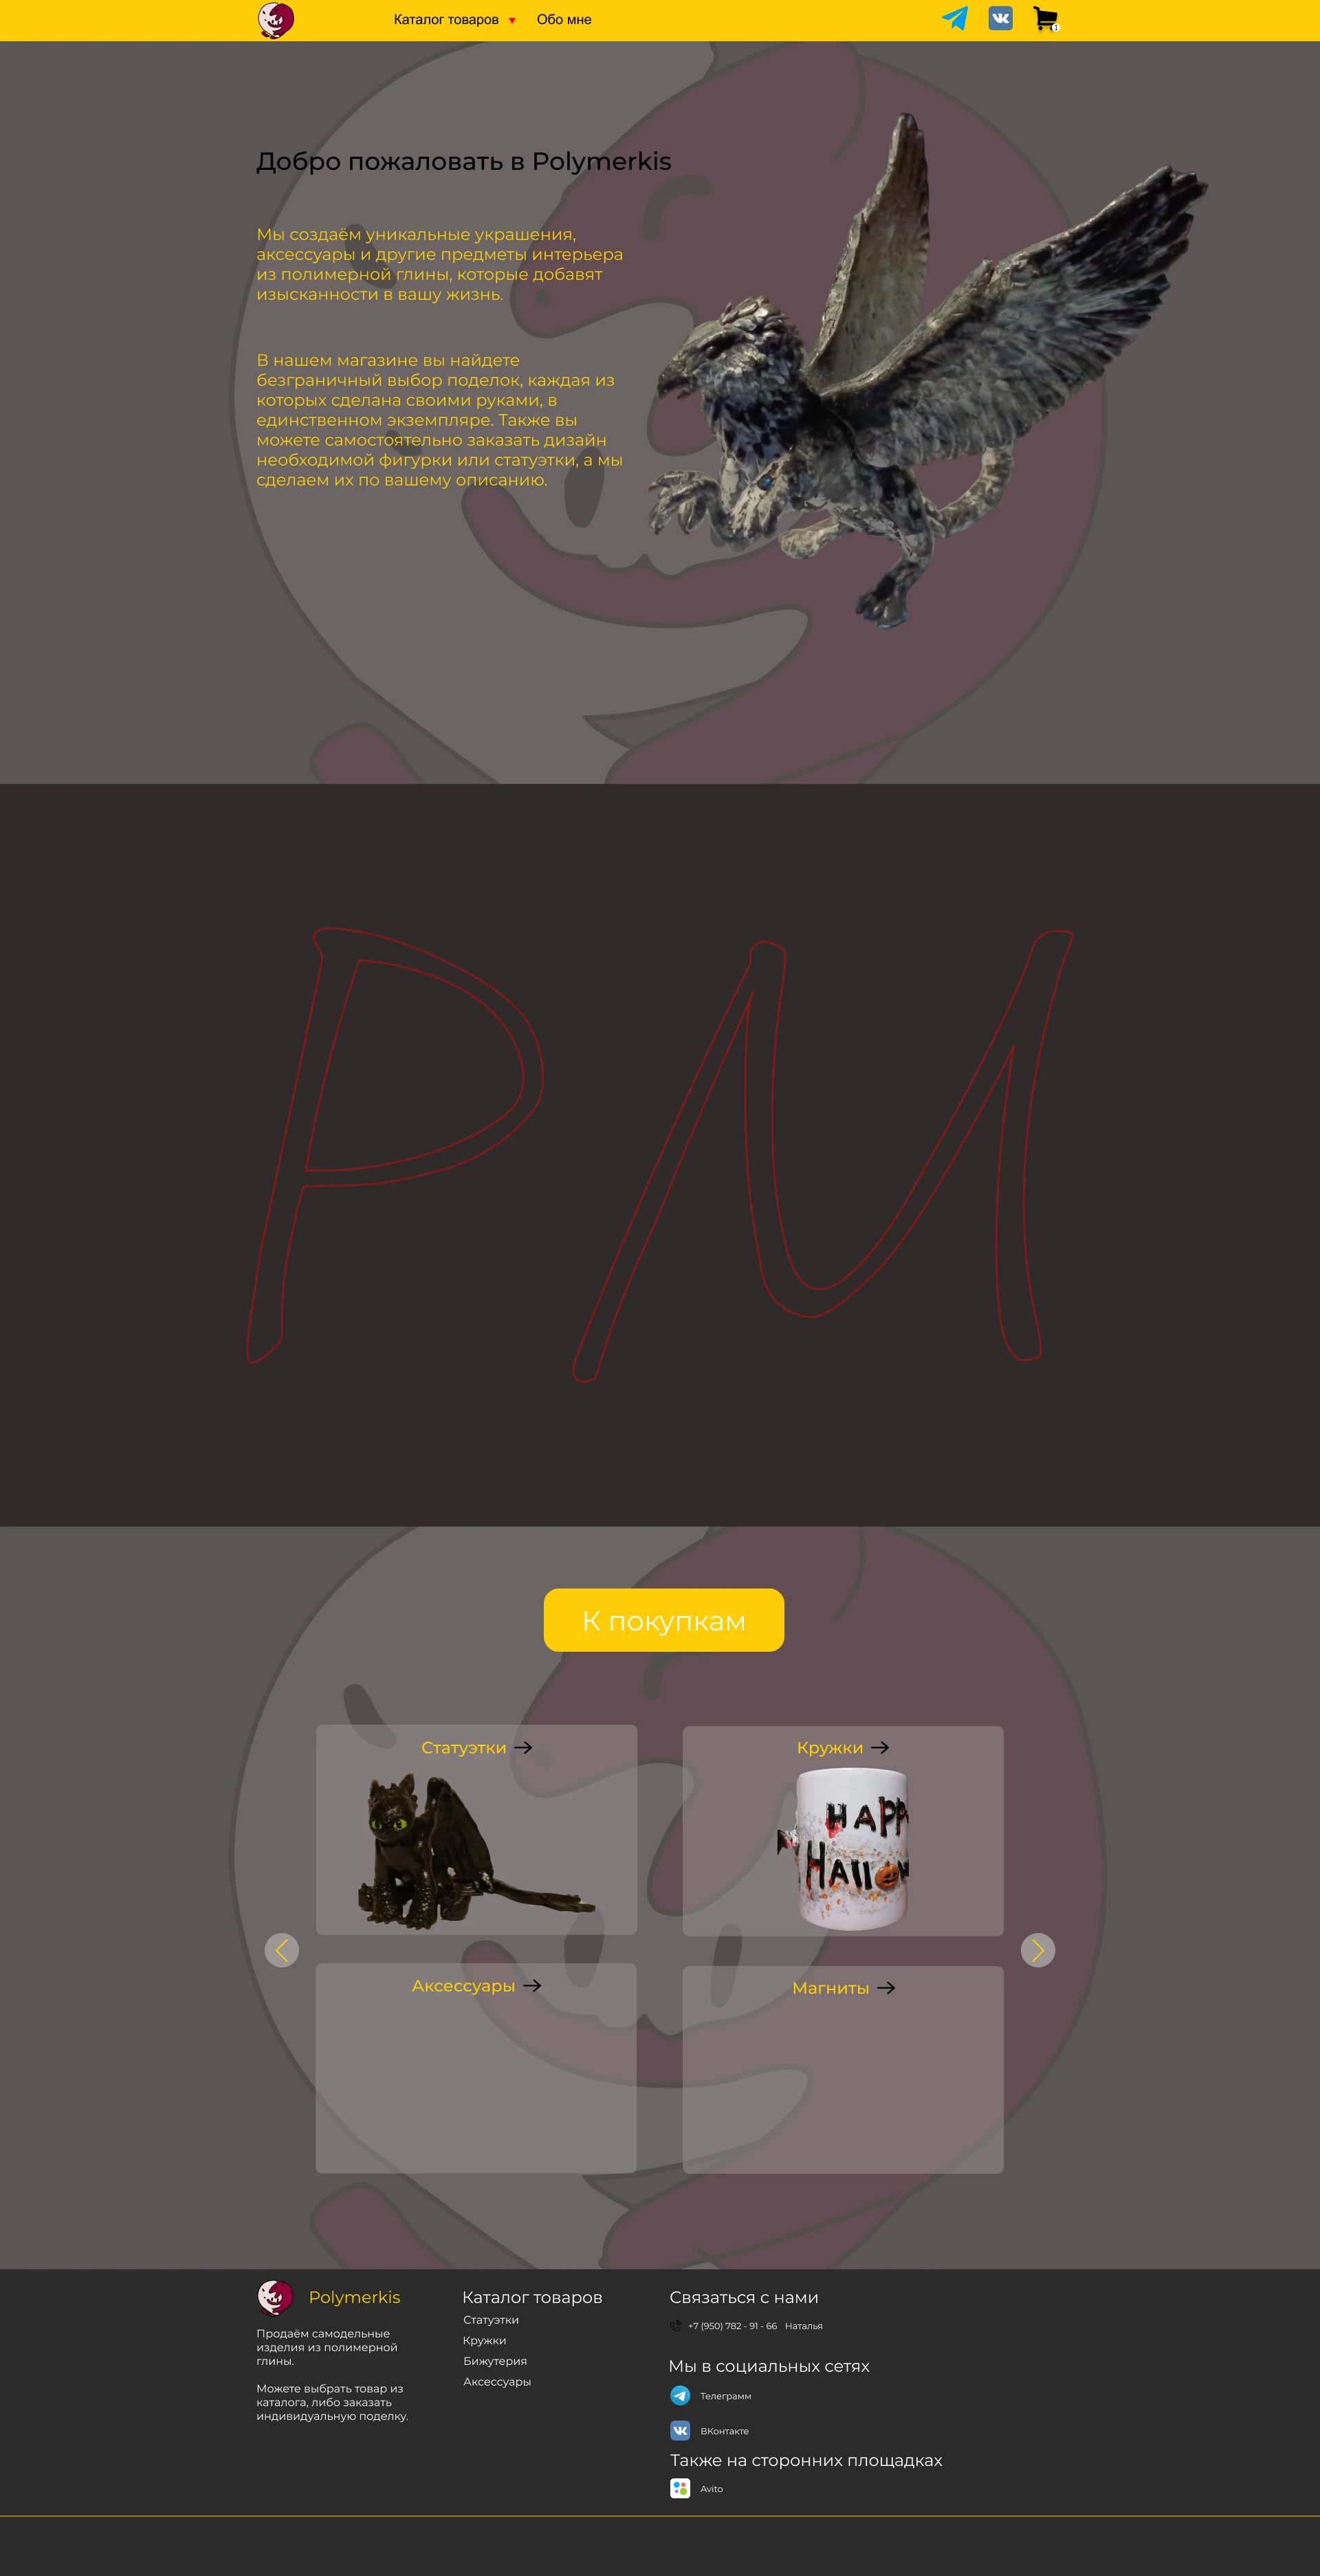 Каталог товаров
Обо мне
1
Добро пожаловать в Polymerkis
Мы создаём уникальные украшения,
аксессуары и другие предметы интерьера
из полимерной глины, которые добавят
изысканности в вашу жизнь.
В нашем магазине вы найдете
безграничный выбор поделок, каждая из
которых сделана своими руками, в
единственном экземпляре. Также вы
можете самостоятельно заказать дизайн
необходимой фигурки или статуэтки, а мы
сделаем их по вашему описанию.
PM
К покупкам
Статуэтки
Кружки
HAPP
HAllOW
Аксессуары
Магниты
Polymerkis
Продаём самодельные
изделия из полимерной
глины.
Можете выбрать товар из
каталога, либо заказать
индивидуальную поделку.
Каталог товаров
Статуэтки
Кружки
Бижутерия
Аксессуары
Связаться с нами
+7 (950) 782 - 91 - 66 Наталья
Мы в социальных сетях
Телеграмм
ВКонтакте
Также на сторонних площадках
Avito